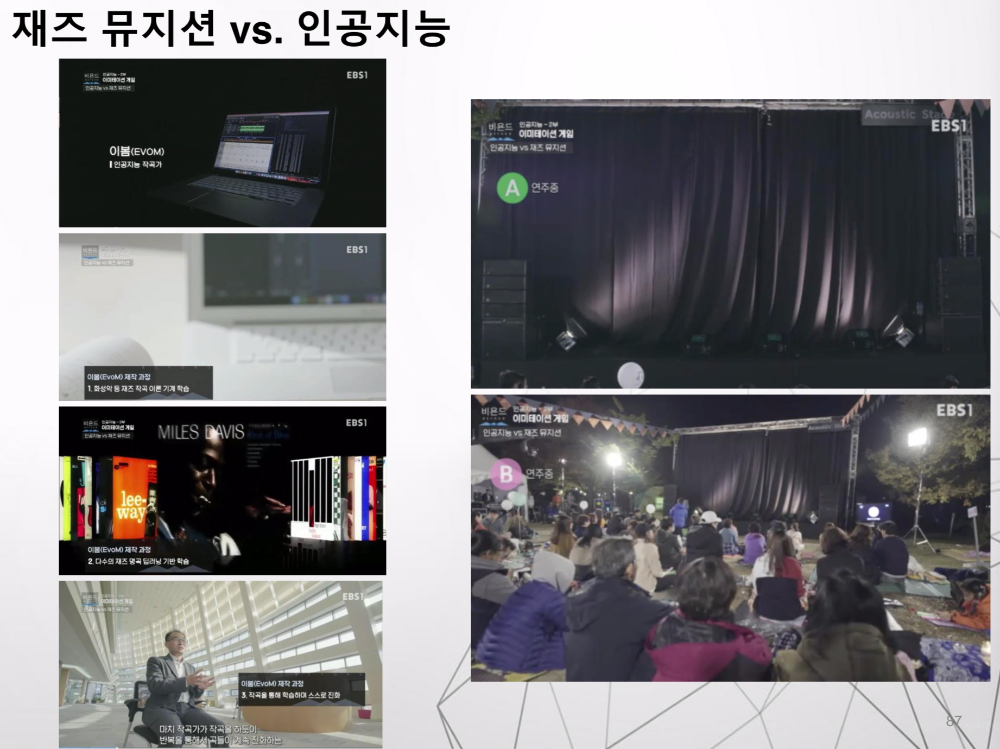 재즈 뮤지션 vs. 인공지능
비욘드
BEYOND
인공지능 - 2부
이미테이션 게임
인공지능 vs 재즈 뮤지션
EBS1
이봄(EVOM)
인공지능 작곡가
비욘드
인공지능 vs 재즈 뮤지션
EBS1
BEYOND
이봄(EvoM) 제작 과정
1. 화성악 등 재즈 작곡 이론 기계 학습
비욘드
BEYOND
인공지능 - 2부
이미테이션 게임
인공지능 vs 재즈 뮤지션
EBS1
MILES DAVIS
Kind of Blue
lee-
way
이봄(EvoM) 제작 과정
2. 다수의 재즈 명곡 딥러닝 기반 학습
비욘드
인공지능 - 2부
이미테이션 게임
인공지능 vs 재즈 뮤지션
EBS1
이봄(EvoM) 제작 과정
3. 작곡을 통해 학습하며 스스로 진화
마치 작곡가가 작곡을 하듯이
반복을 통해서 곡들이 계속 진화하는
Acoustic Stage
비욘드
BEYOND
인공지능 - 2부
이미테이션 게임
인공지능 vs 재즈 뮤지션
EBS1
A 연주중
비욘드
BEYOND
인공지능 - 2부
이미테이션 게임
인공지능 vs 재즈 뮤지션
EBS1
Acoustic
B 연주중
87